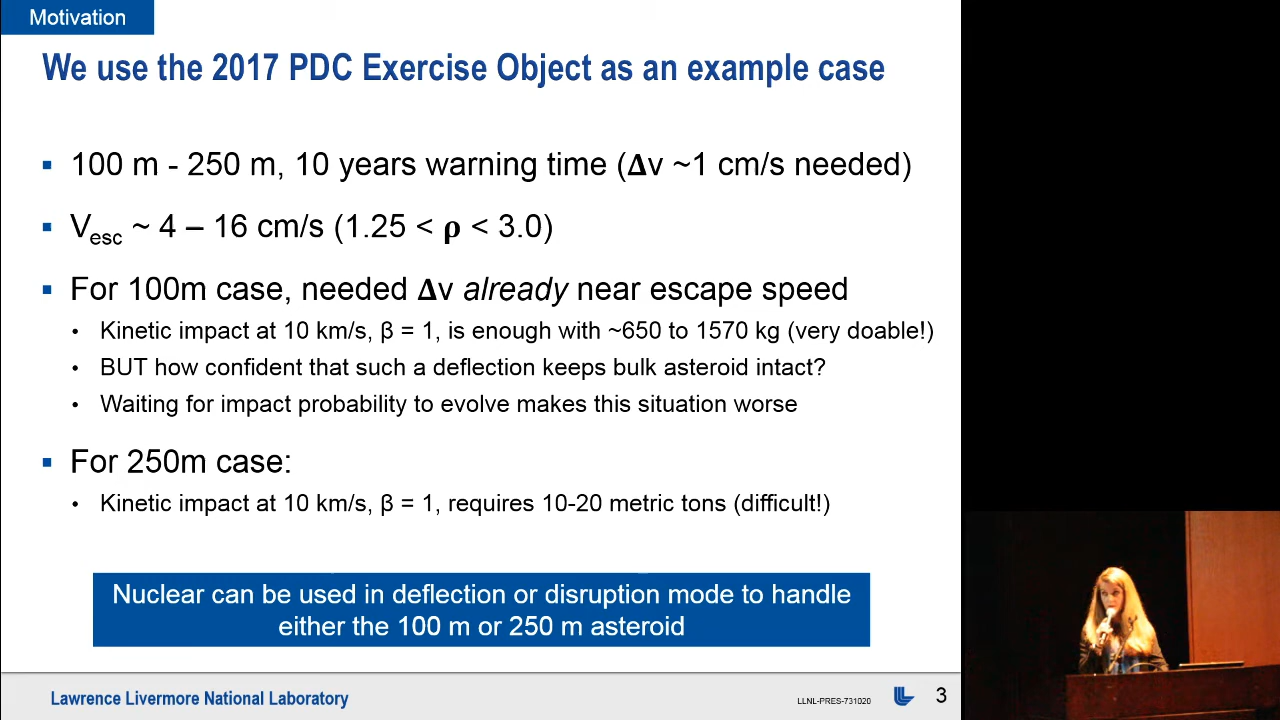 Motivation
We use the 2017 PDC Exercise Object as an example case
▪ 100 m - 250 m, 10 years warning time (Δv ~1 cm/s needed)
▪ Vesc ~ 4 – 16 cm/s (1.25 < ρ < 3.0)
▪ For 100m case, needed Δv already near escape speed
• Kinetic impact at 10 km/s, β = 1, is enough with ~650 to 1570 kg (very doable!)
• BUT how confident that such a deflection keeps bulk asteroid intact?
• Waiting for impact probability to evolve makes this situation worse
▪ For 250m case:
• Kinetic impact at 10 km/s, β = 1, requires 10-20 metric tons (difficult!)
Nuclear can be used in deflection or disruption mode to handle
either the 100 m or 250 m asteroid
Lawrence Livermore National Laboratory
LLNL-PRES-731020
3